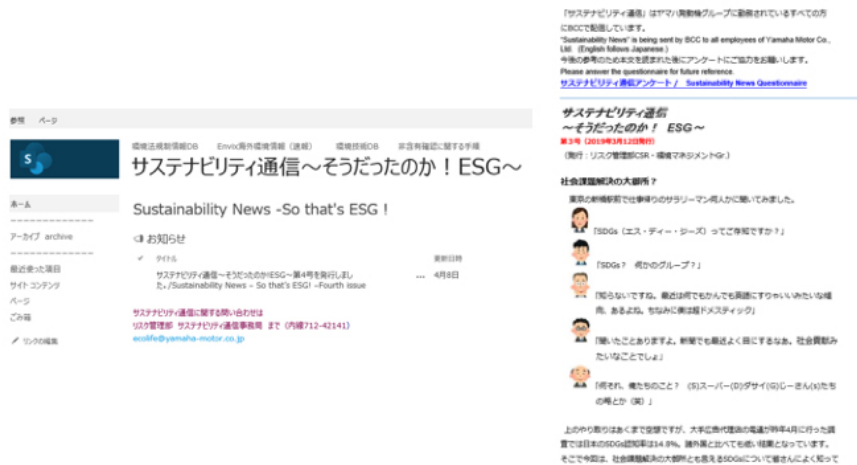 参照 ページ
S
環境法規制情報DB Envix海外環境情報（速報） 環境技術DB 非含有確認に関する手順
サステナビリティ通信～そうだったのか！ESG～
ホーム
アーカイブ archive
最近使った項目
サイト コンテンツ
ページ
ごみ箱
リンクの編集
Sustainability News -So that's ESG !
お知らせ
✓ タイトル 更新日時
サステナビリティ通信～そうだったのか!ESG～第4号を発行しまし
た。/Sustainability News – So that's ESG! –Fourth issue ... 4月8日
サステナビリティ通信に関する問い合わせは
リスク管理部 サステナビリティ通信事務局 まで（内線712-42141）
ecolife@yamaha-motor.co.jp
「サステナビリティ通信」はヤマハ発動機グループに勤務されているすべての方
にBCCで配信しています。
"Sustainability News" is being sent by BCC to all employees of Yamaha Motor Co.,
Ltd. (English follows Japanese.)
今後の参考のため本文を読まれた後にアンケートにご協力をお願いします。
Please answer the questionnaire for future reference.
サステナビリティ通信アンケート / Sustainability News Questionnaire
サステナビリティ通信
～そうだったのか！ ESG～
第３号（2019年3月12日発行）
（発行：リスク管理部CSR・環境マネジメントGr.）
社会課題解決の大御所？
東京の新橋駅前で仕事帰りのサラリーマン何人かに聞いてみました。
「SDGs（エス・ディー・ジーズ）ってご存知ですか？」
「SDGs？ 何かのグループ？」
「知らないですね。最近は何でもかんでも英語にすりゃいいみたいな傾
向、あるよね。ちなみに僕は超ドメスティック」
「聞いたことありますよ。新聞でも最近よく目にするなあ。社会貢献み
たいなことでしょ」
「何それ、俺たちのこと？ (S)スーパー(D)ダサイ(G)じーさん(s)たち
の略とか（笑）」
上のやり取りはあくまで空想ですが、大手広告代理店の電通が昨年4月に行った調
査では日本のSDGs認知率は14.8%。諸外国と比べても低い結果となっています。
そこで今回は、社会課題解決の大御所とも言えるSDGsについて皆さんによく知って